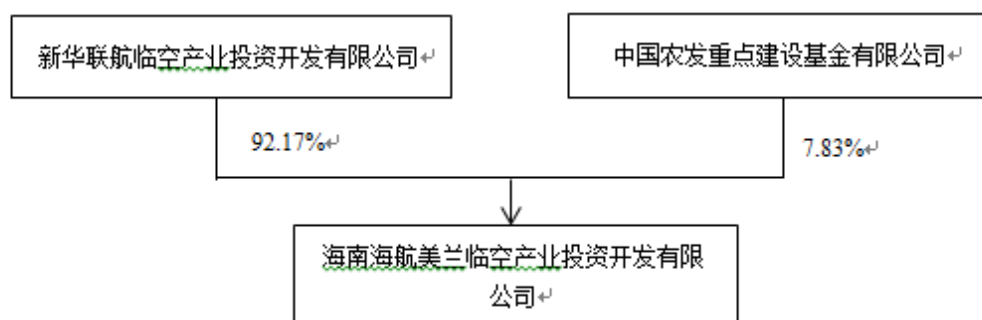 新华联航临空产业投资开发有限公司↵
中国农发重点建设基金有限公司↵
92.17%↵
7.83%↵
海南海航美兰临空产业投资开发有限
公司↵